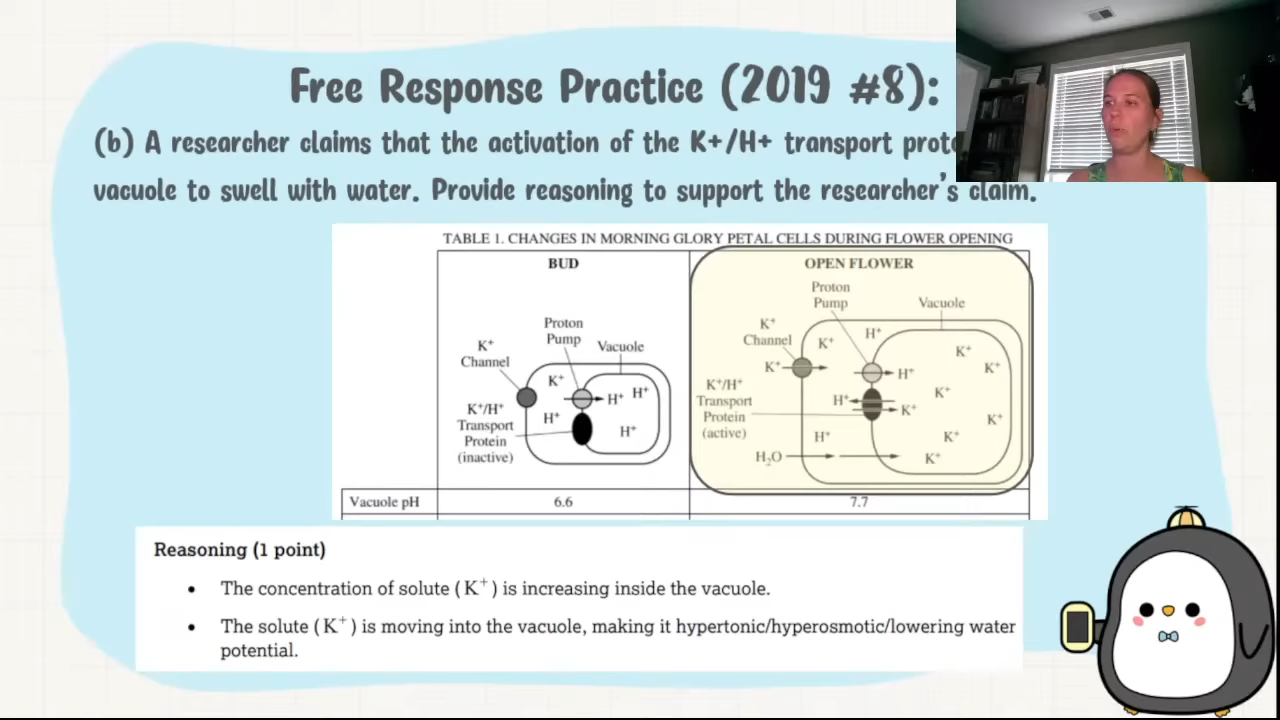 Free Response Practice (2019 #8):
(b) A researcher claims that the activation of the K+/H+ transport
vacuole to swell with water. Provide reasoning to support the researcher's claim.
TABLE 1. CHANGES IN MORNING GLORY PETAL CELLS DURING FLOWER OPENING
BUD
OPEN FLOWER
K⁺
Channel
Proton
Pump
Vacuole
K⁺
H⁺
H⁺
H⁺
H⁺
K⁺/H⁺
Transport
Protein
(inactive)
Proton
Pump
Vacuole
K⁺
Channel
K⁺
K⁺
H⁺
H⁺
K⁺
K⁺
K⁺
K⁺/H⁺
Transport
Protein
(active)
H⁺
K⁺
K⁺
H⁺
K⁺
K⁺
H₂O
Vacuole pH
6.6
7.7
Reasoning (1 point)
• The concentration of solute (K⁺) is increasing inside the vacuole.
• The solute (K⁺) is moving into the vacuole, making it hypertonic/hyperosmotic/lowering water
potential.